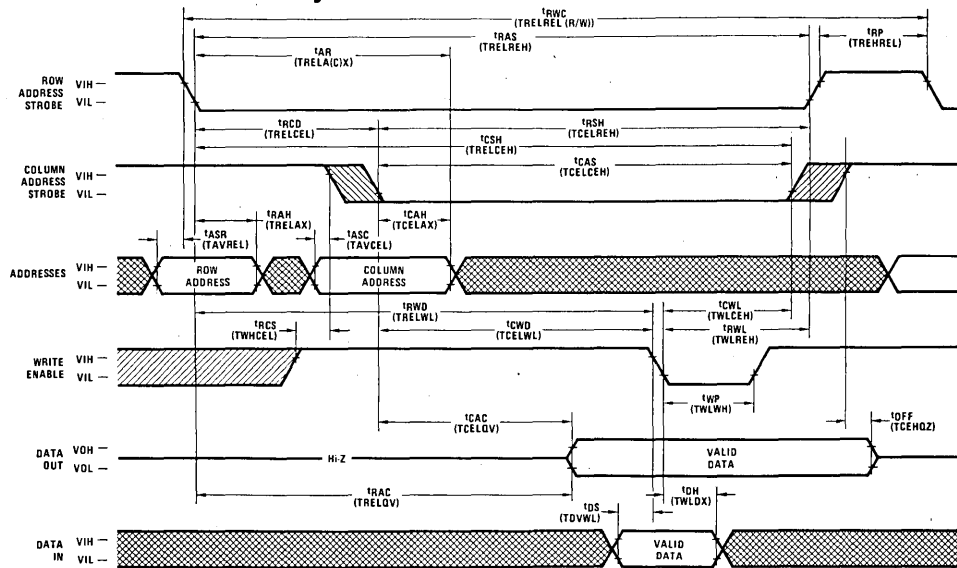 tRWC
(TRELREL (R/W))
tRAS
(TRELREH)
tRP
(TREHREL)
tAR
(TRELA(C)X)
ROW
ADDRESS
STROBE
VIH
VIL
tRCD
(TRELCEL)
tRSH
(TCELREH)
tCSH
(TRELCEH)
tCAS
(TCELCEH)
COLUMN
ADDRESS
STROBE
VIH
VIL
tRAH
(TRELAX)
tCAH
(TCELAX)
tASR
(TAVREL)
tASC
(TAVCEL)
ADDRESSES
VIH
VIL
ROW
ADDRESS
COLUMN
ADDRESS
tRWD
(TRELWL)
tCWL
(TWLCEH)
tRCS
(TWHCEL)
tCWD
(TCELWL)
tRWL
(TWLREH)
WRITE
ENABLE
VIH
VIL
tWP
(TWLWH)
tCAC
(TCELQV)
tOFF
(TCEHQZ)
DATA
OUT
VOH
VOL
Hi-Z
VALID
DATA
tRAC
(TRELQV)
tDS
(TDVWL)
tDH
(TWLDX)
DATA
IN
VIH
VIL
VALID
DATA